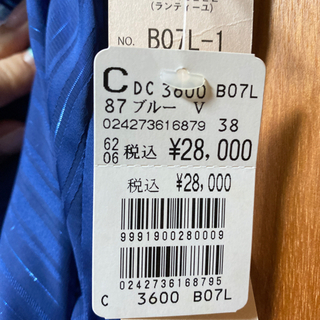 (ランティーユ)
NO. B07L-1
C DC 3600 B07L
87 ブルー V
024273616879 38
62
06 税込 ¥28,000
税込 ¥28,000
9991900280009
0242736168795
C 3600 B07L